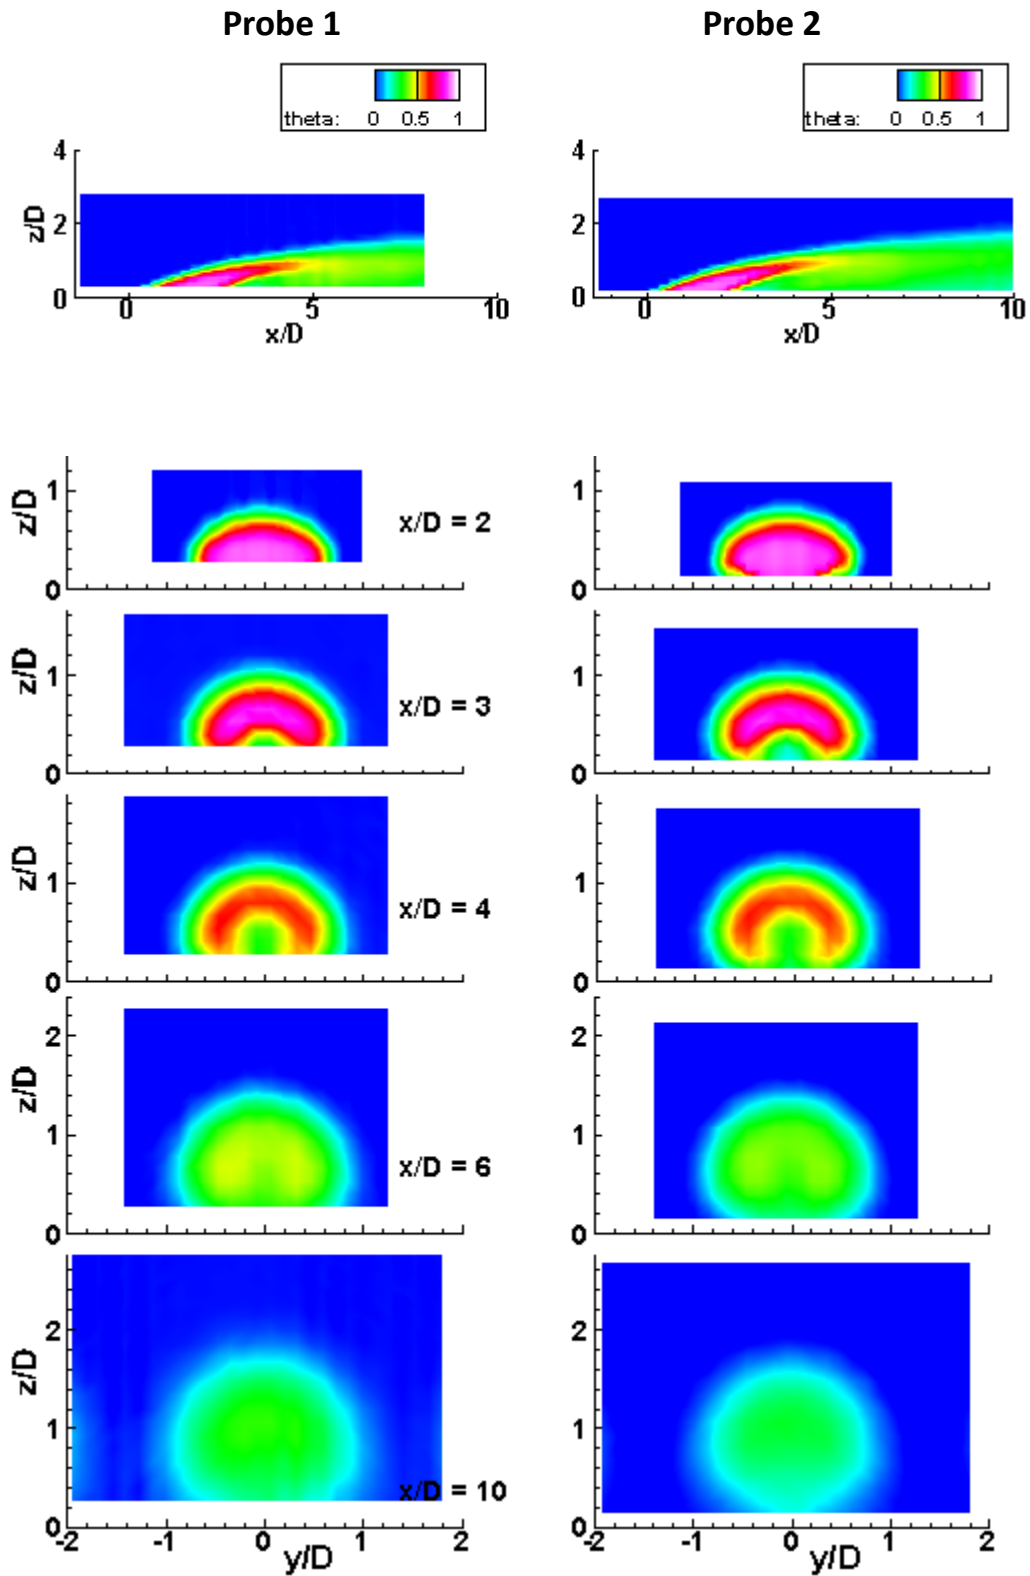 Probe 1 Probe 2
theta: 0 0.5 1 theta: 0 0.5 1
4 4
z/D 2 2
0 0
0 5 10 0 5 10
x/D x/D
z/D 1 x/D = 2 1
0 0
z/D 1 x/D = 3 1
0 0
z/D 1 x/D = 4 1
0 0
2 2
z/D 1 x/D = 6 1
0 0
2 2
z/D
1 1
x/D = 10
0 0
-2 -1 0 1 2 -2 -1 0 1 2
y/D y/D